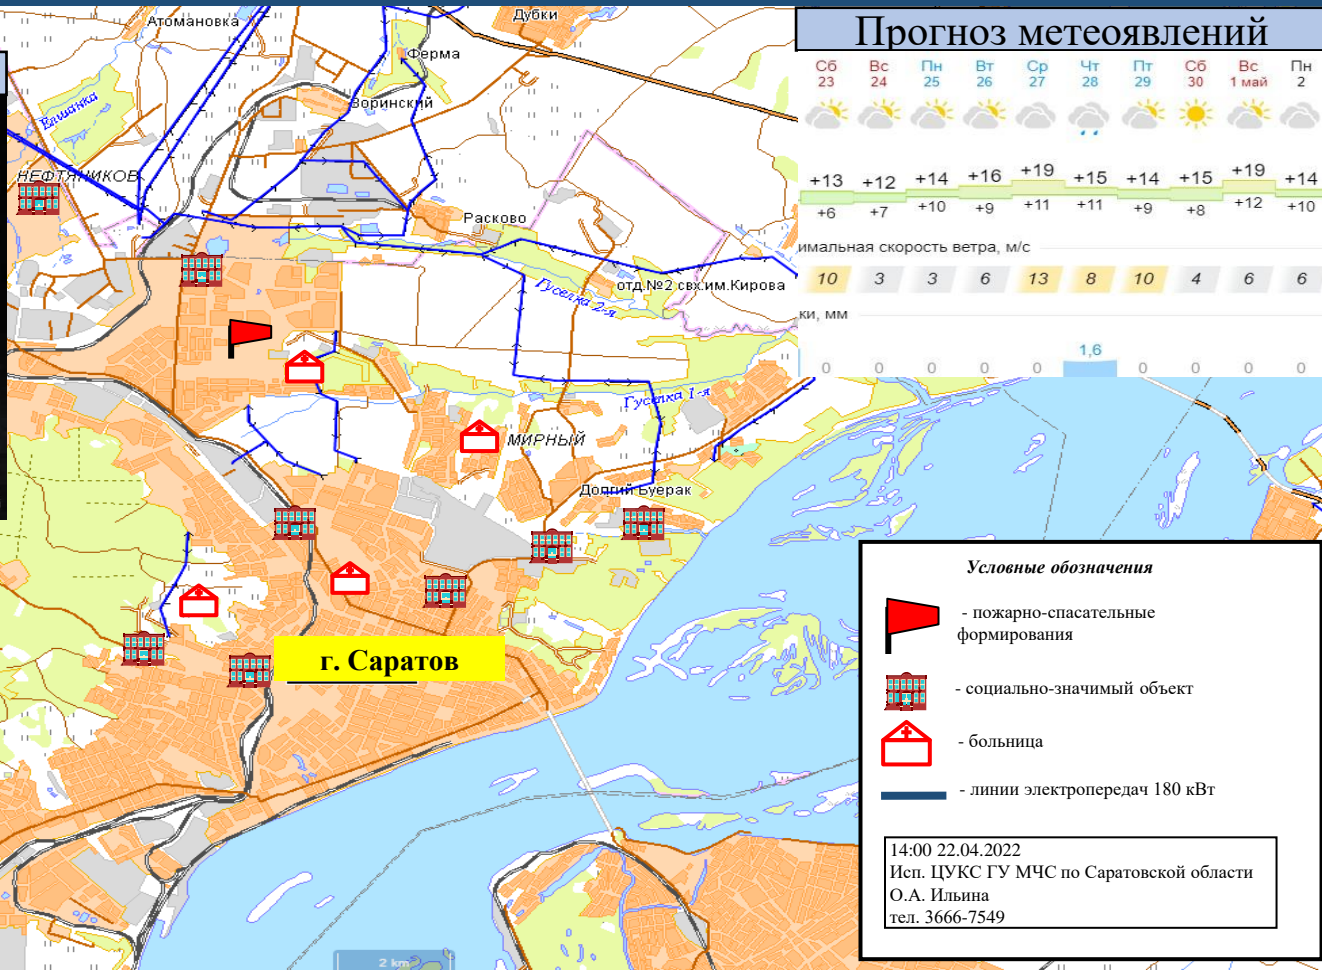 Прогноз метеоявлений
Сб Вс Пн Вт Ср Чт Пт Сб Вс Пн
23 24 25 26 27 28 29 30 1 май 2
+13 +12 +14 +16 +19 +15 +14 +15 +19 +14
+6 +7 +10 +9 +11 +11 +9 +8 +12 +10
имальная скорость ветра, м/с
10 3 3 6 13 8 10 4 6 6
ки, мм
1,6
0 0 0 0 0 0 0 0 0
Атомановка
Дубки
Ферма
Воринский
Елшанка
НЕФТЯНИКОВ
Расково
отд.№2 свх.им.Кирова
Гуселка 2-я
Гуселка 1-я
МИРНЫЙ
Долгий Буерак
г. Саратов
2 km
Условные обозначения
- пожарно-спасательные
формирования
- социально-значимый объект
- больница
- линии электропередач 180 кВт
14:00 22.04.2022
Исп. ЦУКС ГУ МЧС по Саратовской области
О.А. Ильина
тел. 3666-7549